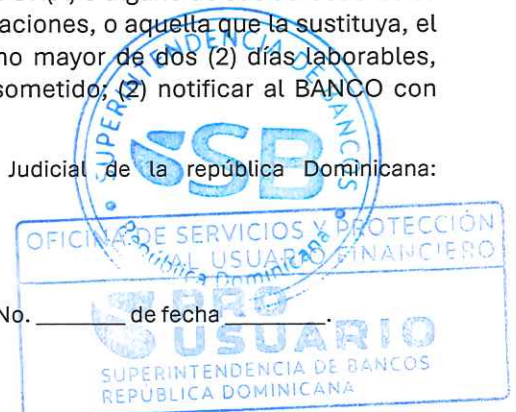 aciones, o aquella que la sustituya, el
no mayor de dos (2) días laborables,
sometido; (2) notificar al BANCO con
Judicial de la república Dominicana:
No. ______ de fecha ________.
SUPERINTENDENCIA DE BANCOS
SB
República Dominicana
OFICINA DE SERVICIOS Y PROTECCIÓN
AL USUARIO FINANCIERO
PRO
USUARIO
SUPERINTENDENCIA DE BANCOS
REPÚBLICA DOMINICANA